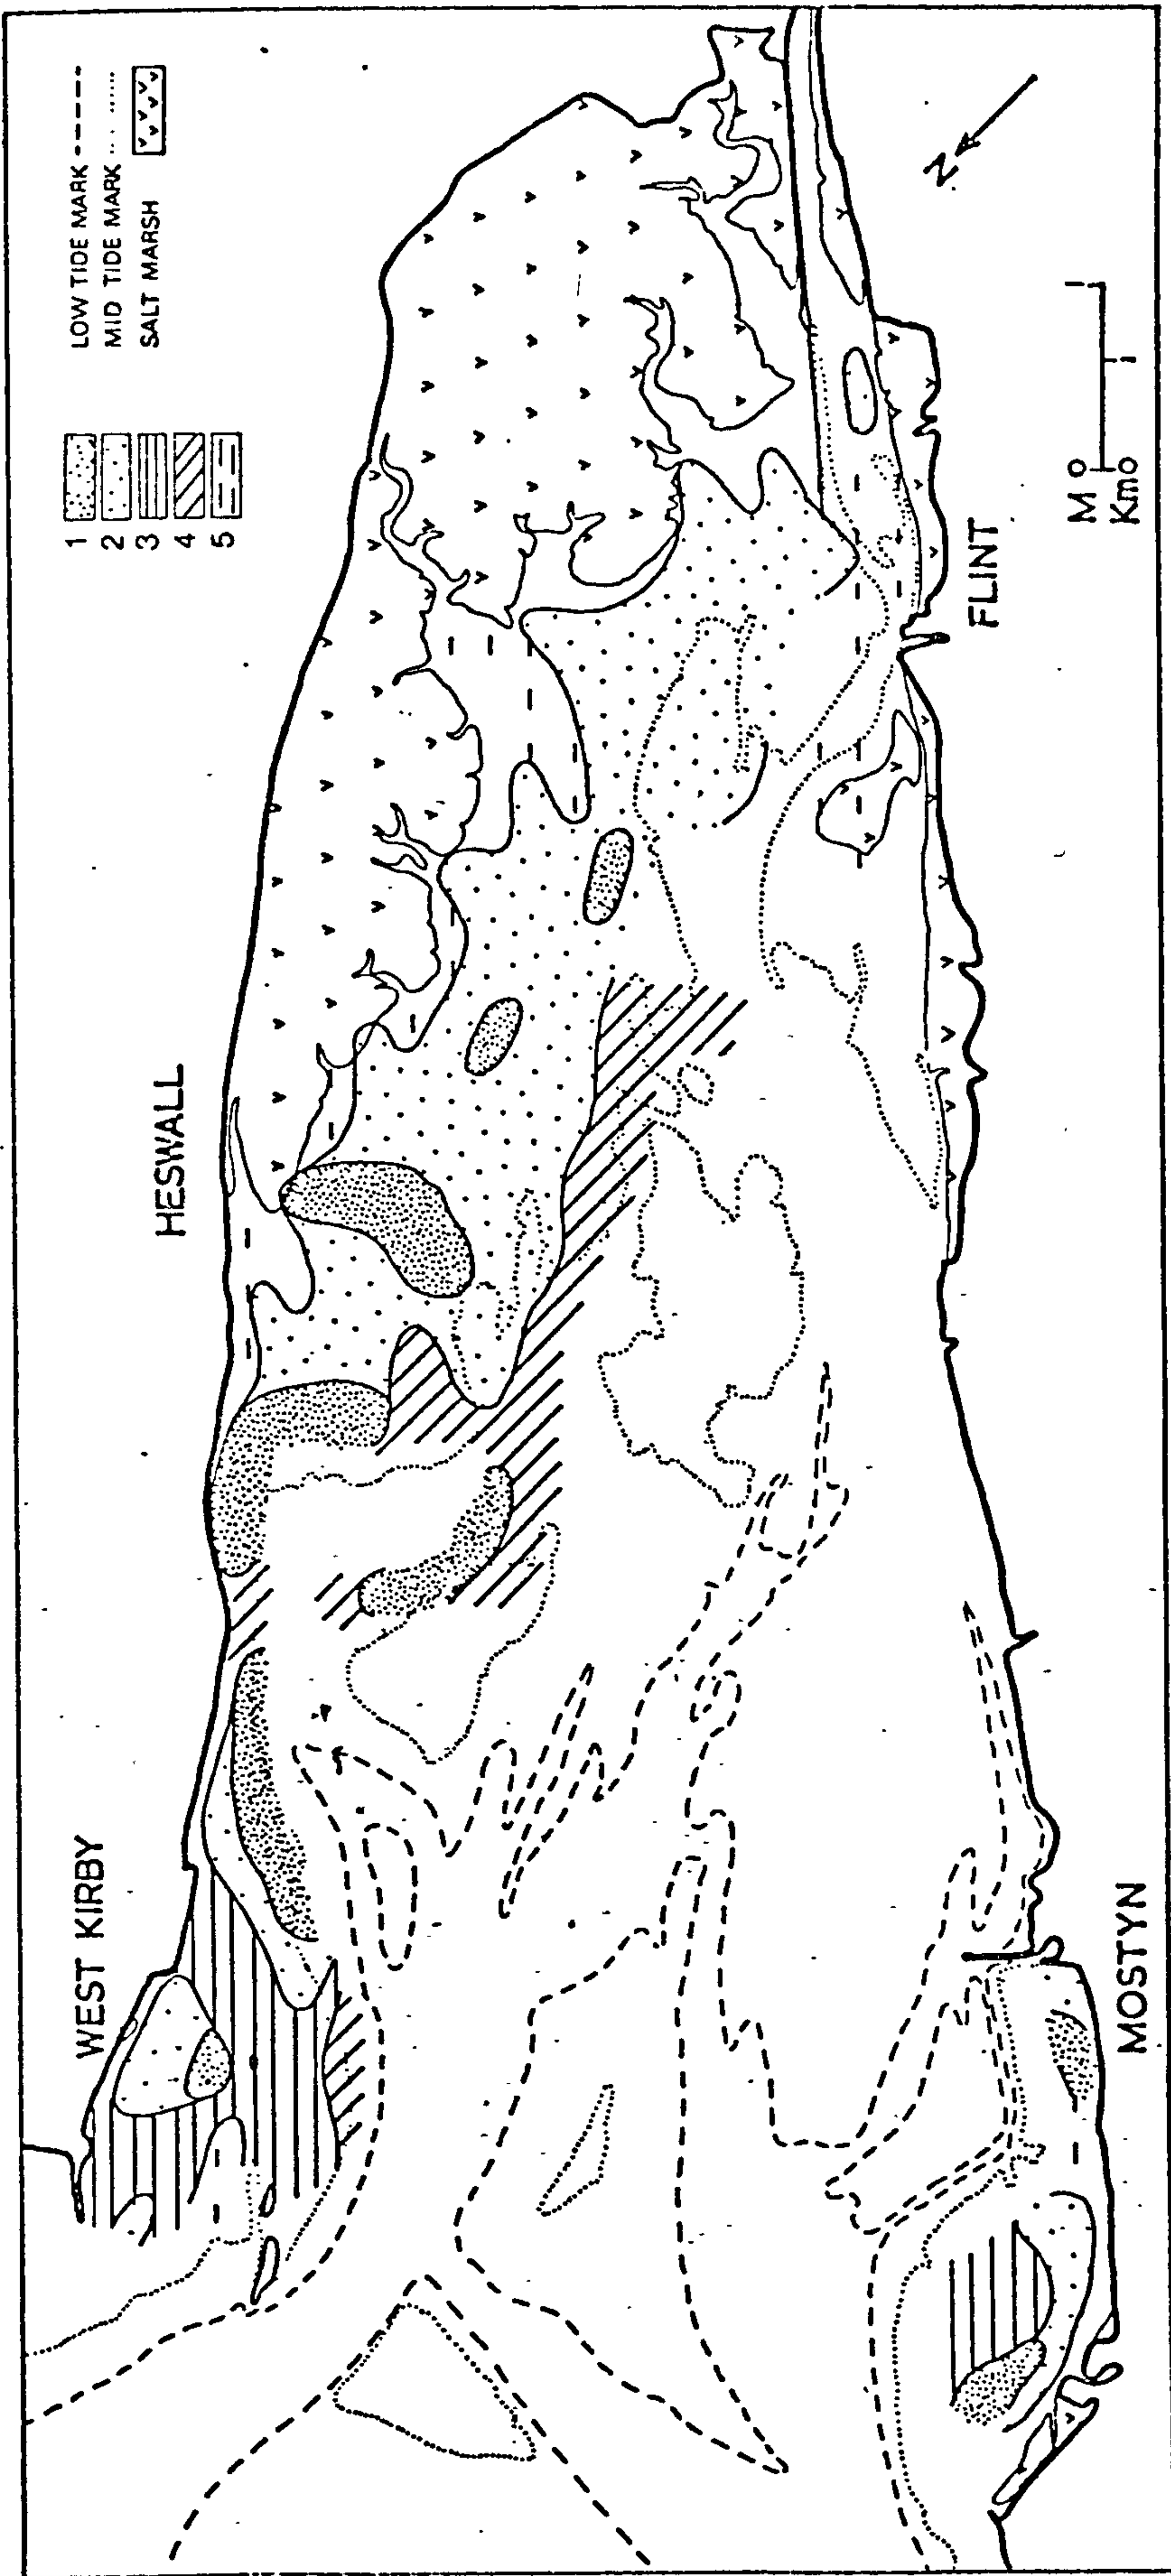 LOW TIDE MARK
MID TIDE MARK
SALT MARSH
1
2
3
4
5
N
HESWALL
WEST KIRBY
FLINT
MOSTYN
M 0 1
Km 0 1